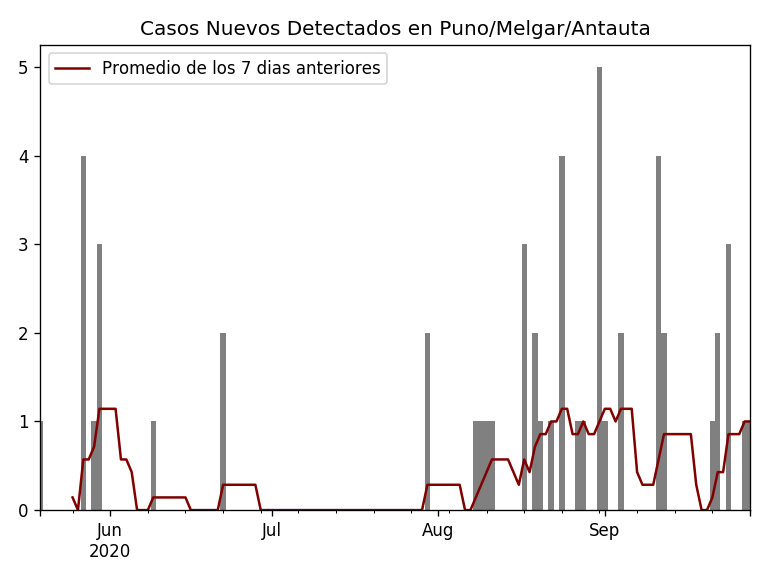 Casos Nuevos Detectados en Puno/Melgar/Antauta
Promedio de los 7 dias anteriores
5
4
3
2
1
0
Jun
2020
Jul
Aug
Sep